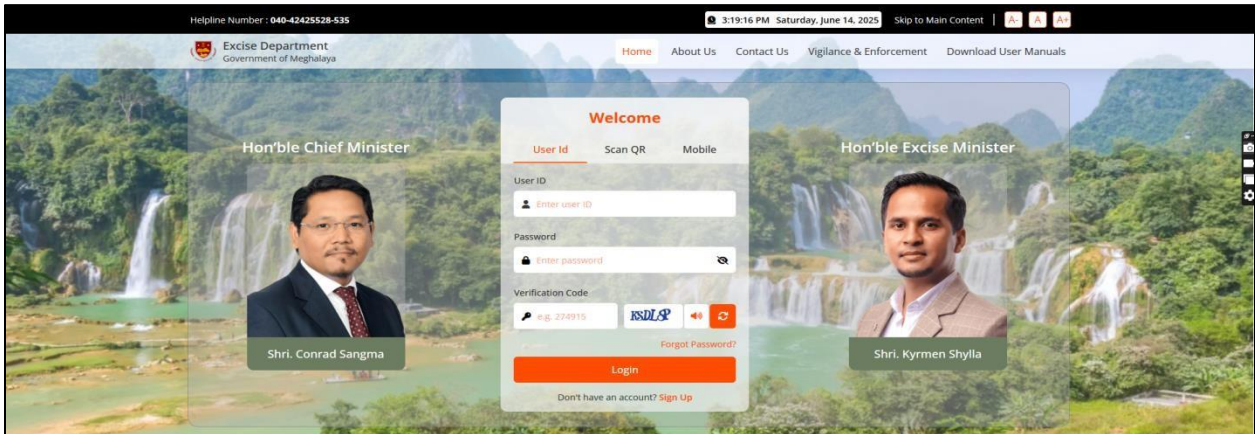 Helpline Number : 040-42425528-535
3:19:16 PM Saturday, June 14, 2025
Skip to Main Content | A- A A+
Excise Department
Government of Meghalaya
Home About Us Contact Us Vigilance & Enforcement Download User Manuals
Hon'ble Chief Minister
Shri. Conrad Sangma
Welcome
User Id Scan QR Mobile
User ID
Enter user ID
Password
Enter password
Verification Code
e.g. 274915
Forgot Password?
Login
Don't have an account? Sign Up
Hon'ble Excise Minister
Shri. Kyrmen Shylla